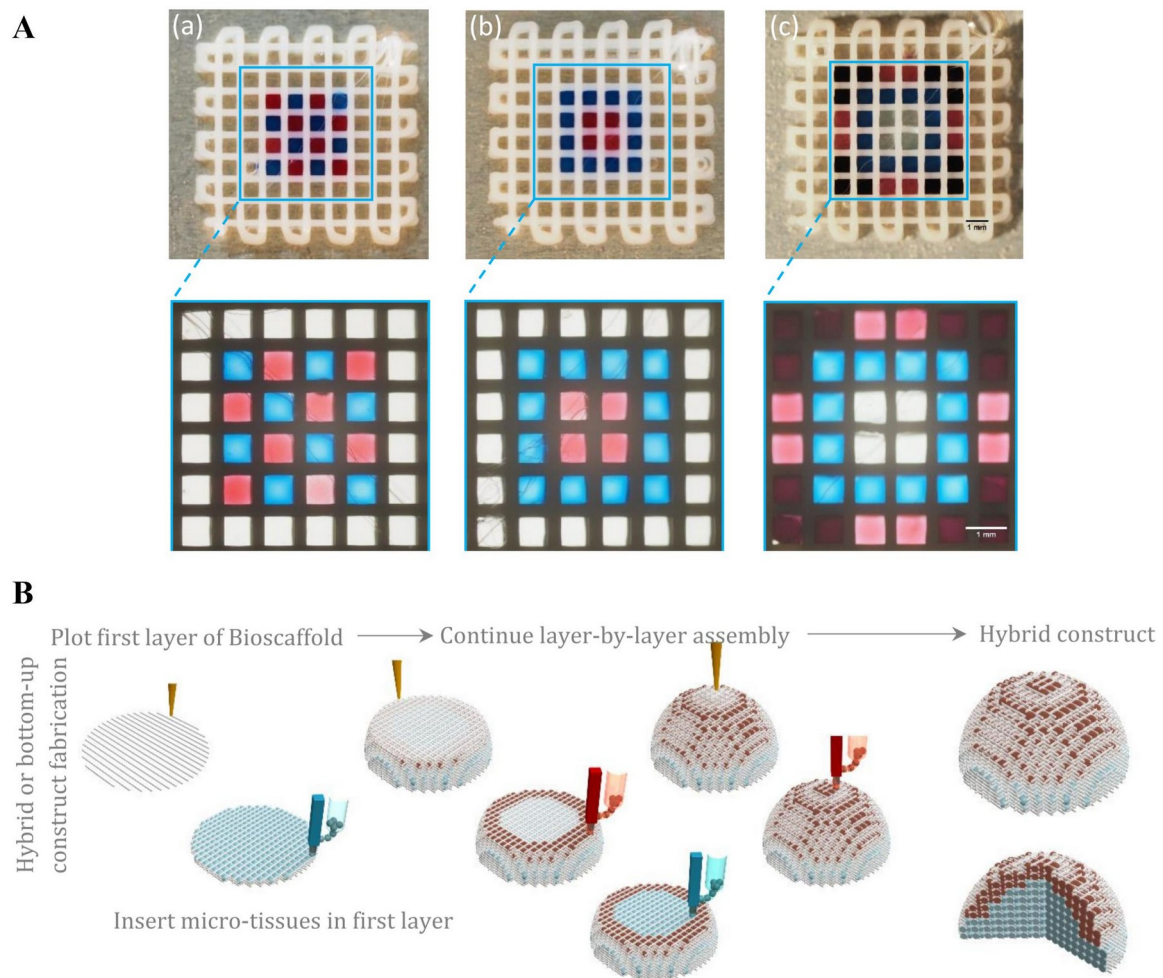 A
(a)
(b)
(c)
1 mm
1 mm
B
Plot first layer of Bioscaffold
Continue layer-by-layer assembly
Hybrid construct
Hybrid or bottom-up
construct fabrication
Insert micro-tissues in first layer